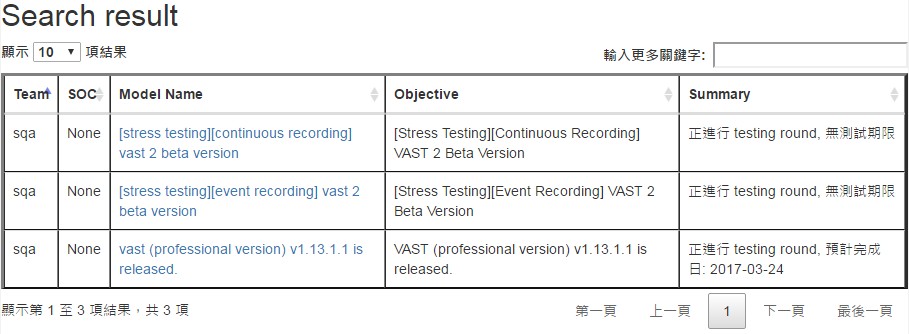 Search result
顯示 10 項結果 輸入更多關鍵字:
Team SOC Model Name Objective Summary
sqa None [stress testing][continuous recording] [Stress Testing][Continuous Recording] 正進行 testing round, 無測試期限
vast 2 beta version VAST 2 Beta Version
sqa None [stress testing][event recording] vast 2 [Stress Testing][Event Recording] VAST 2 正進行 testing round, 無測試期限
beta version Beta Version
sqa None vast (professional version) v1.13.1.1 is VAST (professional version) v1.13.1.1 is 正進行 testing round, 預計完成
released. released. 日: 2017-03-24
顯示第 1 至 3 項結果，共 3 項 第一頁 上一頁 1 下一頁 最後一頁